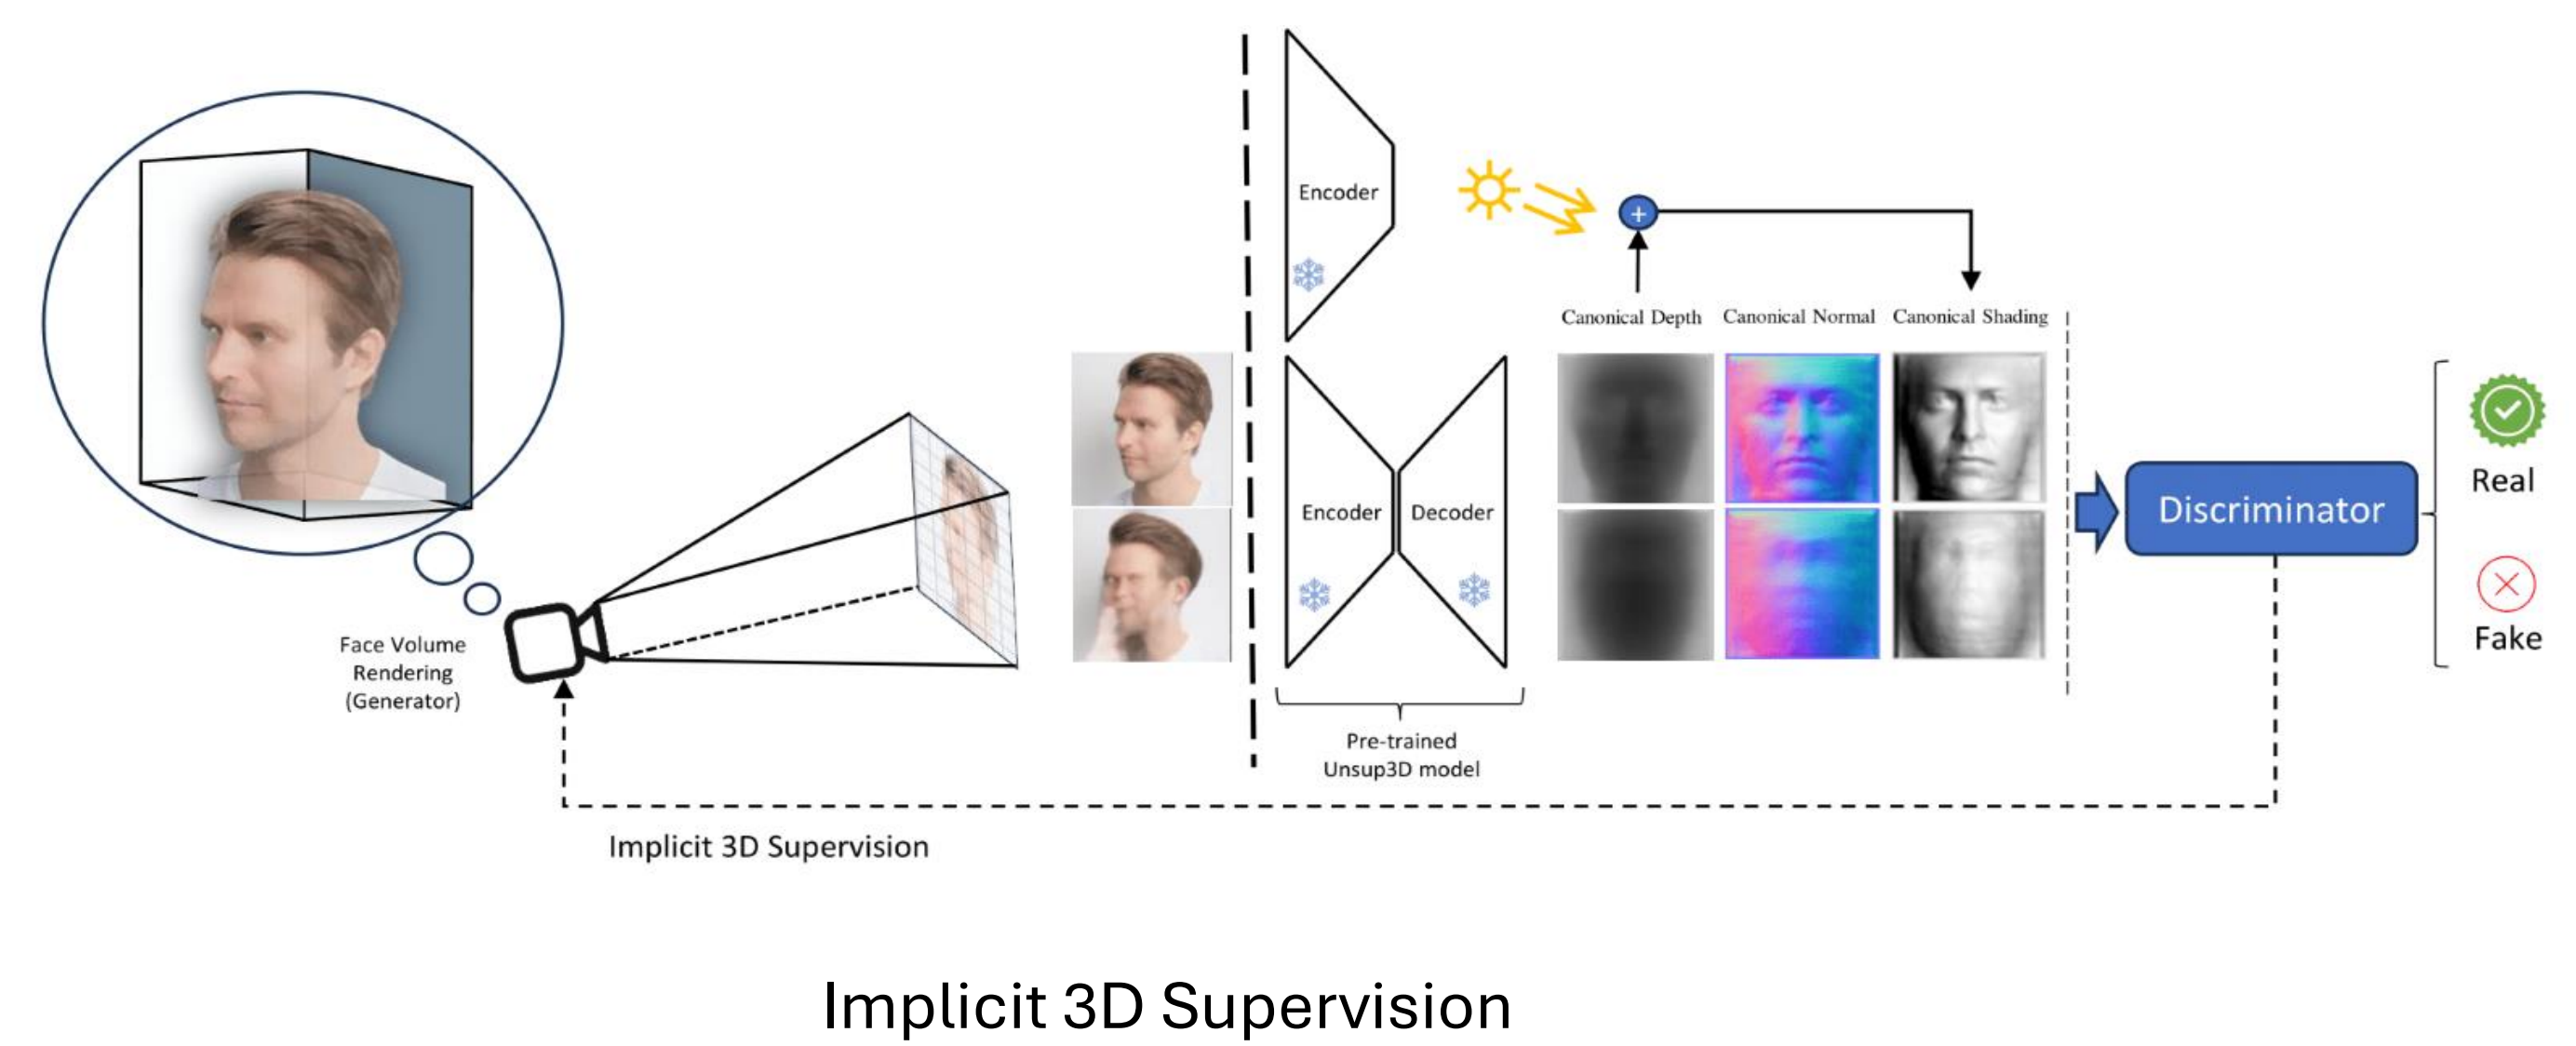 Encoder
Canonical Depth
Canonical Normal
Canonical Shading
Encoder
Decoder
Discriminator
Real
Fake
Face Volume
Rendering
(Generator)
Pre-trained
Unsup3D model
Implicit 3D Supervision
Implicit 3D Supervision